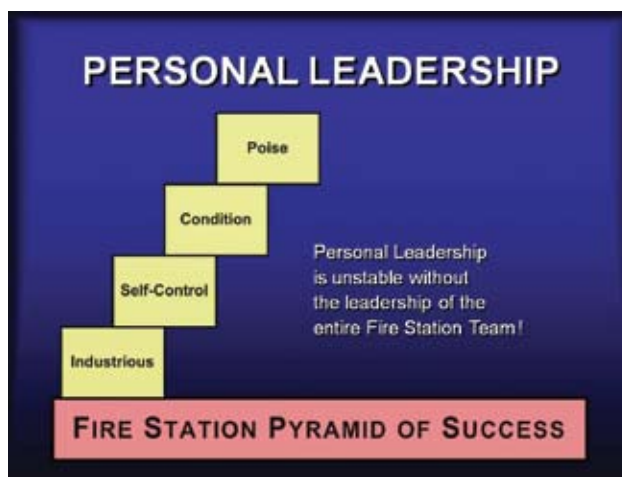 PERSONAL LEADERSHIP
Poise
Condition
Self-Control
Industrious
Personal Leadership
is unstable without
the leadership of the
entire Fire Station Team!
FIRE STATION PYRAMID OF SUCCESS